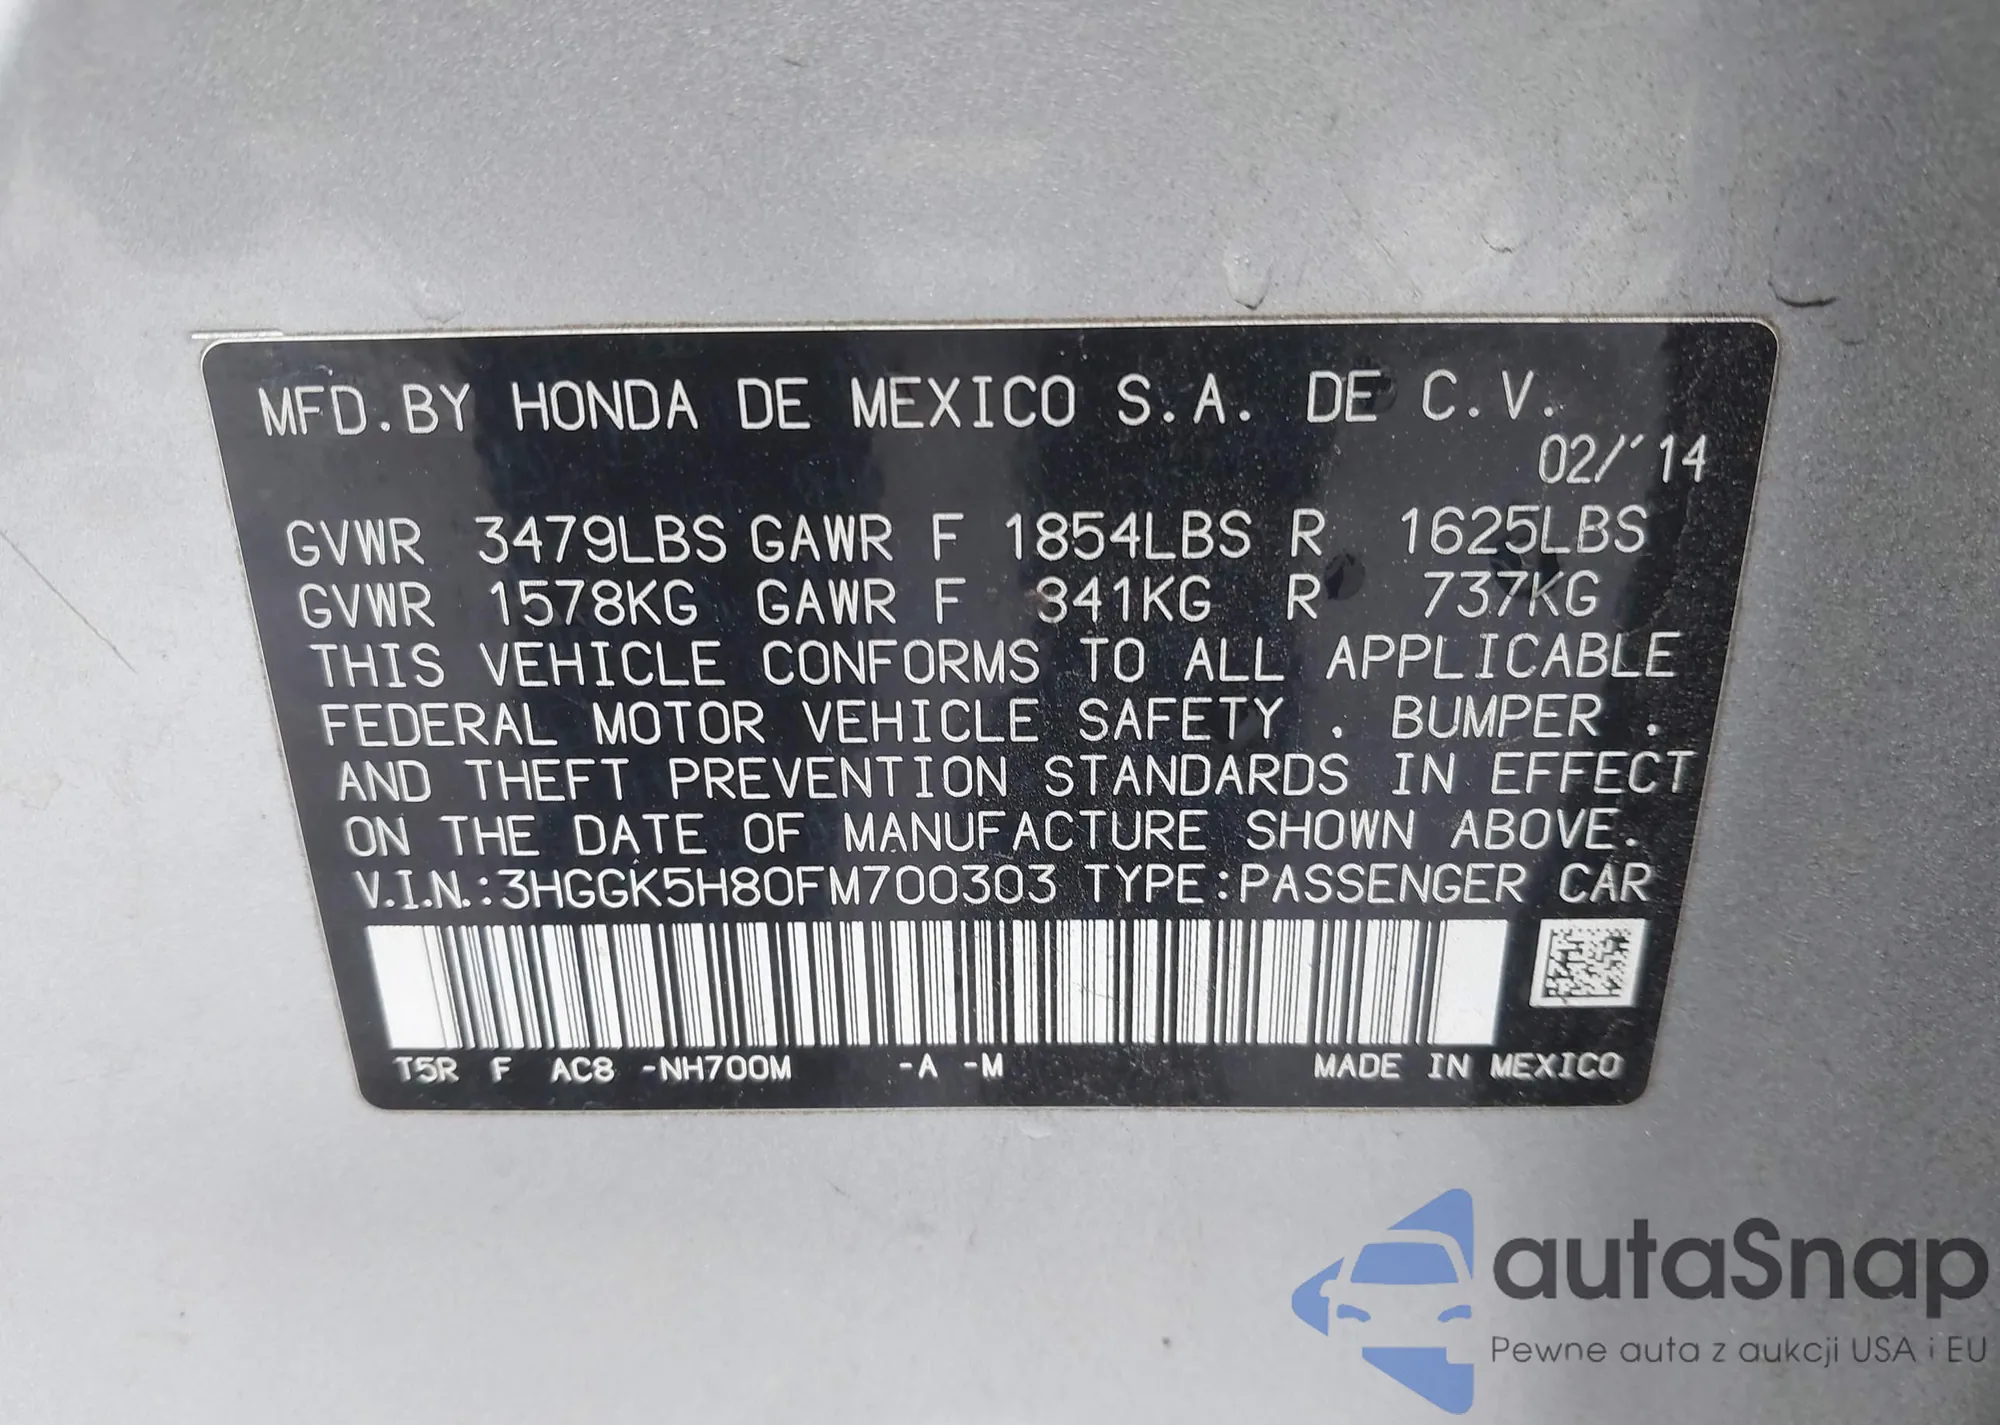 MFD. BY HONDA DE MEXICO S.A. DE C.V.
02/'14
GVWR 3479LBS GAWR F 1854LBS R 1625LBS
GVWR 1578KG GAWR F 841KG R 737KG
THIS VEHICLE CONFORMS TO ALL APPLICABLE
FEDERAL MOTOR VEHICLE SAFETY . BUMPER .
AND THEFT PREVENTION STANDARDS IN EFFECT
ON THE DATE OF MANUFACTURE SHOWN ABOVE.
V.I.N.:3HGGK5H80FM700303 TYPE:PASSENGER CAR
T5R F AC8 -NH700M -A -M MADE IN MEXICO
autaSnap
Pewne auta z aukcji USA i EU